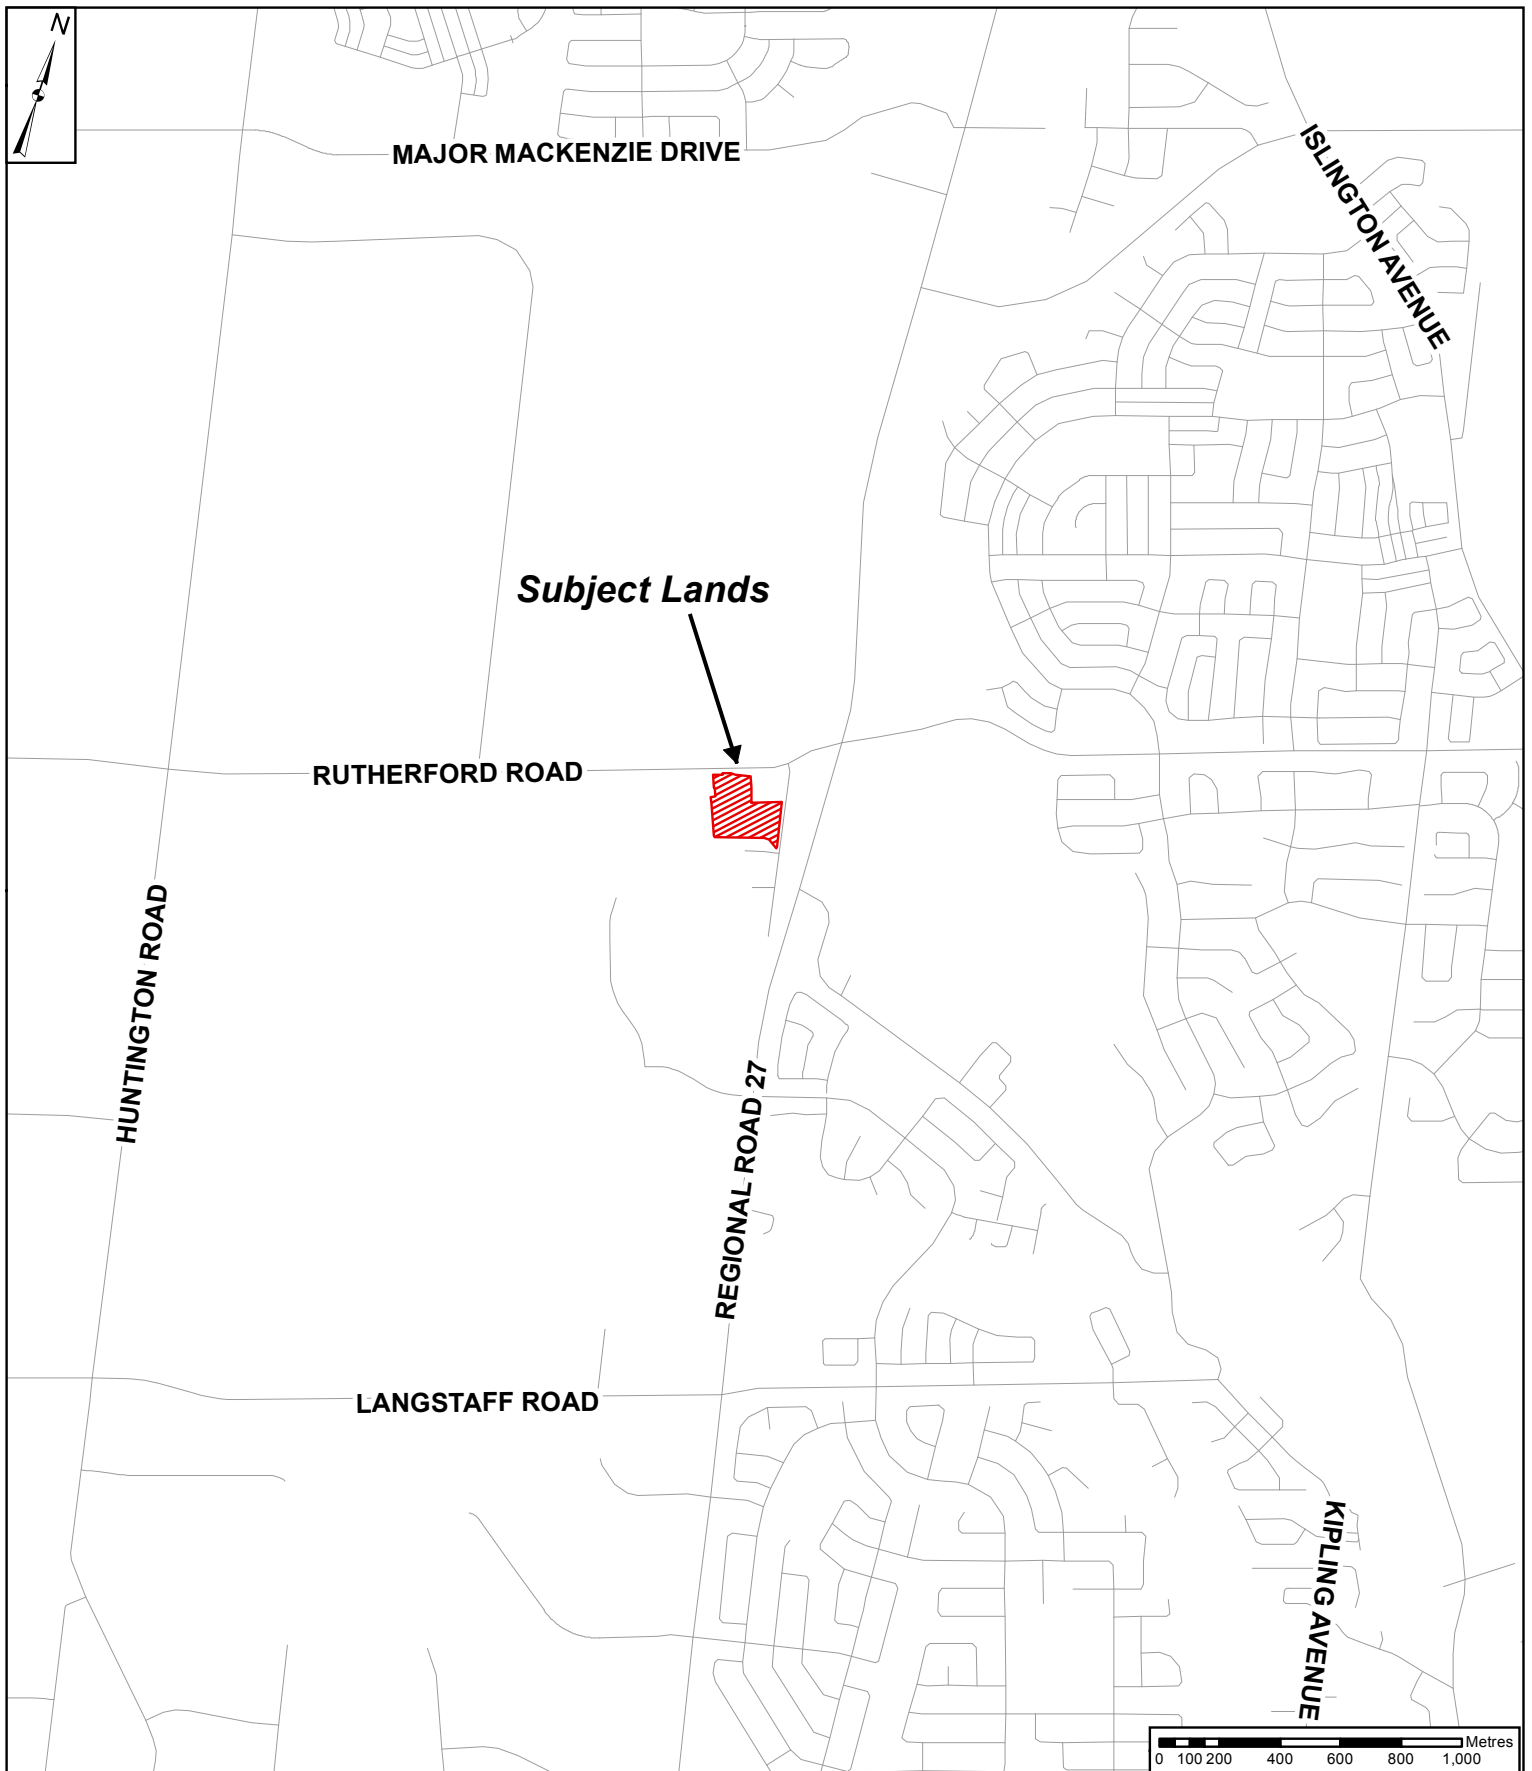 N
MAJOR MACKENZIE DRIVE
ISLINGTON AVENUE
Subject Lands
RUTHERFORD ROAD
HUNTINGTON ROAD
REGIONAL ROAD 27
LANGSTAFF ROAD
KIPLING AVENUE
Metres
0 100 200 400 600 800 1,000